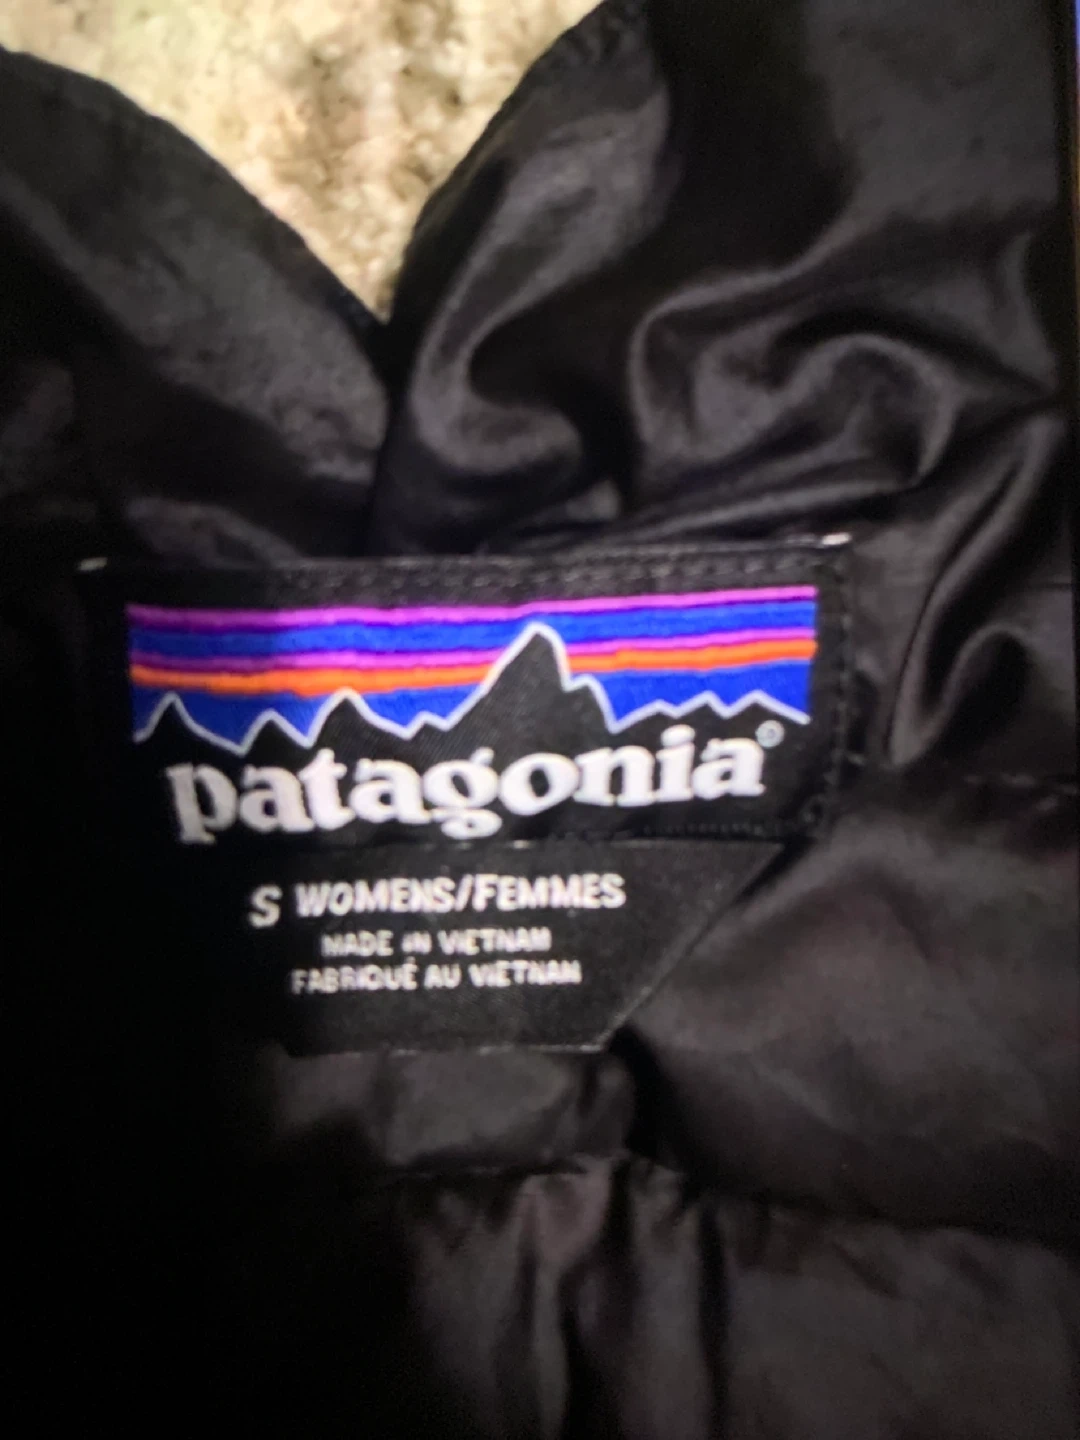 patagonia®
S WOMENS/FEMMES
MADE IN VIETNAM
FABRIQUÉ AU VIETNAM